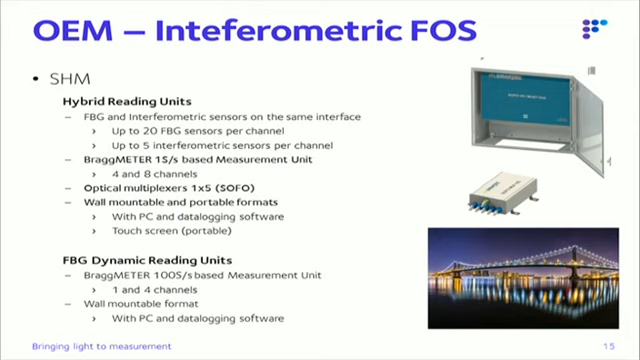 OEM – Inteferometric FOS
• SHM
Hybrid Reading Units
– FBG and Interferometric sensors on the same interface
› Up to 20 FBG sensors per channel
› Up to 5 interferometric sensors per channel
– BraggMETER 1S/s based Measurement Unit
› 4 and 8 channels
– Optical multiplexers 1x5 (SOFO)
– Wall mountable and portable formats
› With PC and datalogging software
› Touch screen (portable)
FBG Dynamic Reading Units
– BraggMETER 100S/s based Measurement Unit
› 1 and 4 channels
– Wall mountable format
› With PC and datalogging software
Bringing light to measurement
15